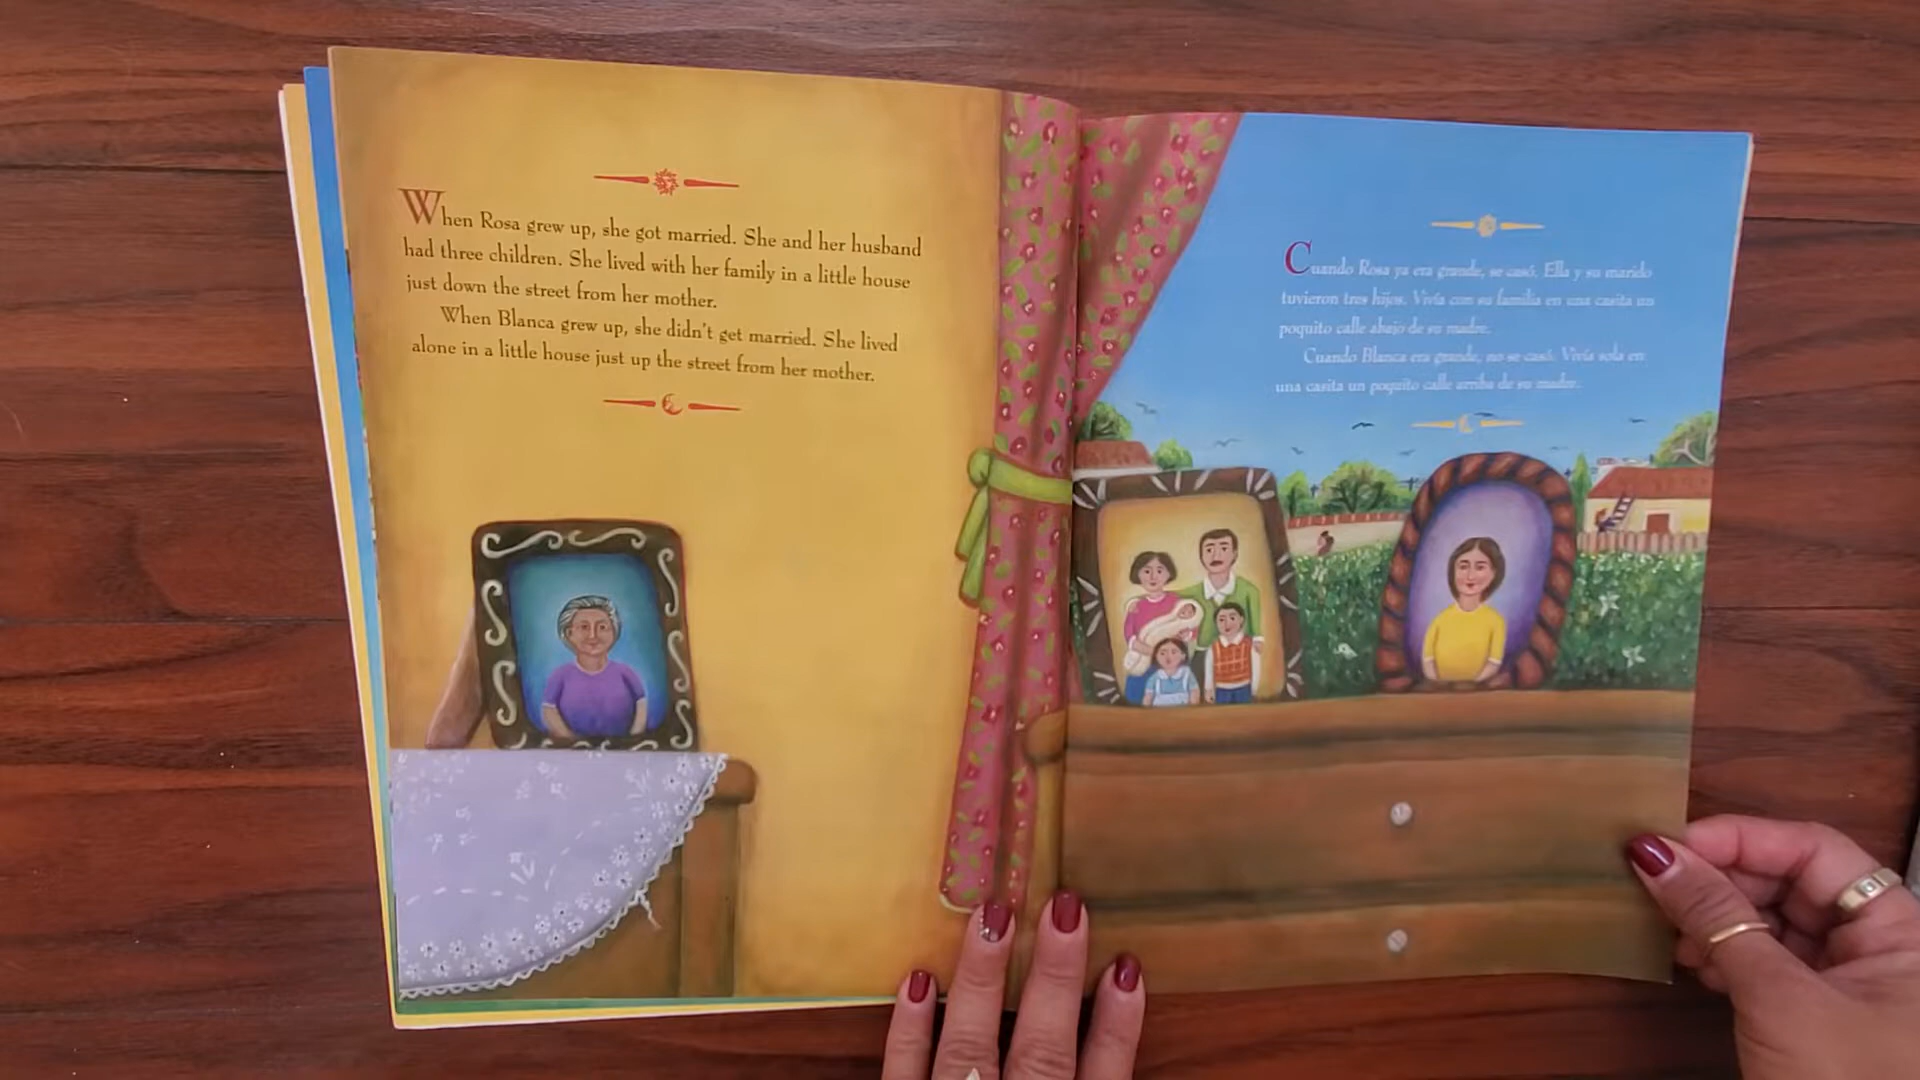 When Rosa grew up, she got married. She and her husband
had three children. She lived with her family in a little house
just down the street from her mother.
When Blanca grew up, she didn't get married. She lived
alone in a little house just up the street from her mother.
Cuando Rosa ya era grande, se casó. Ella y su marido
tuvieron tres hijos. Vivía con su familia en una casita un
poquito calle abajo de su madre.
Cuando Blanca era grande, no se casó. Vivía sola en
una casita un poquito calle arriba de su madre.